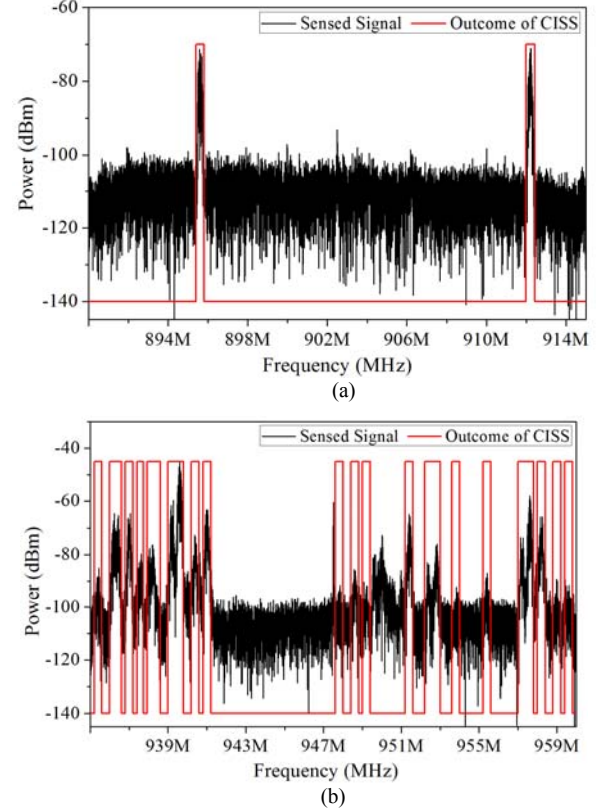 -60
-80
-100
-120
-140
Power (dBm)
Sensed Signal Outcome of CISS
894M 898M 902M 906M 910M 914M
Frequency (MHz)
(a)
-40
-60
-80
-100
-120
-140
Power (dBm)
Sensed Signal Outcome of CISS
939M 943M 947M 951M 955M 959M
Frequency (MHz)
(b)